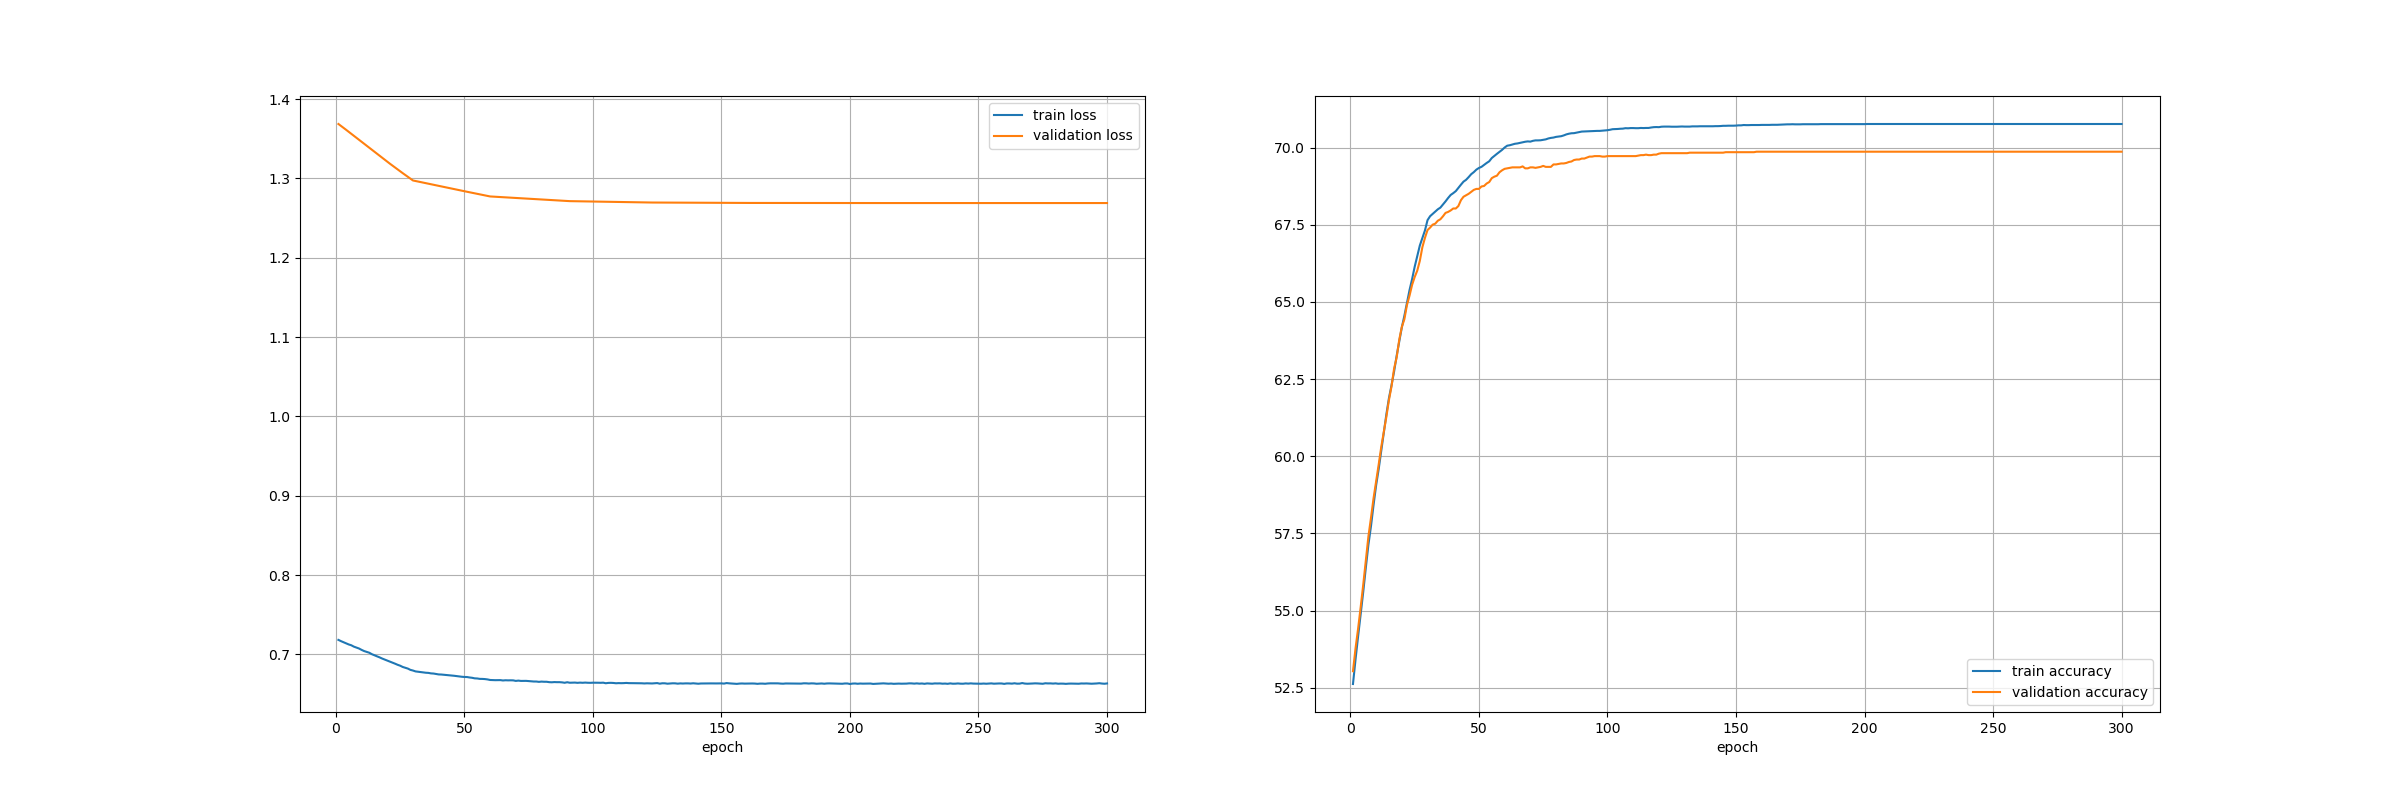 1.4
1.3
1.2
1.1
1.0
0.9
0.8
0.7
0 50 100 150 200 250 300
epoch
train loss
validation loss
70.0
67.5
65.0
62.5
60.0
57.5
55.0
52.5
0 50 100 150 200 250 300
epoch
train accuracy
validation accuracy